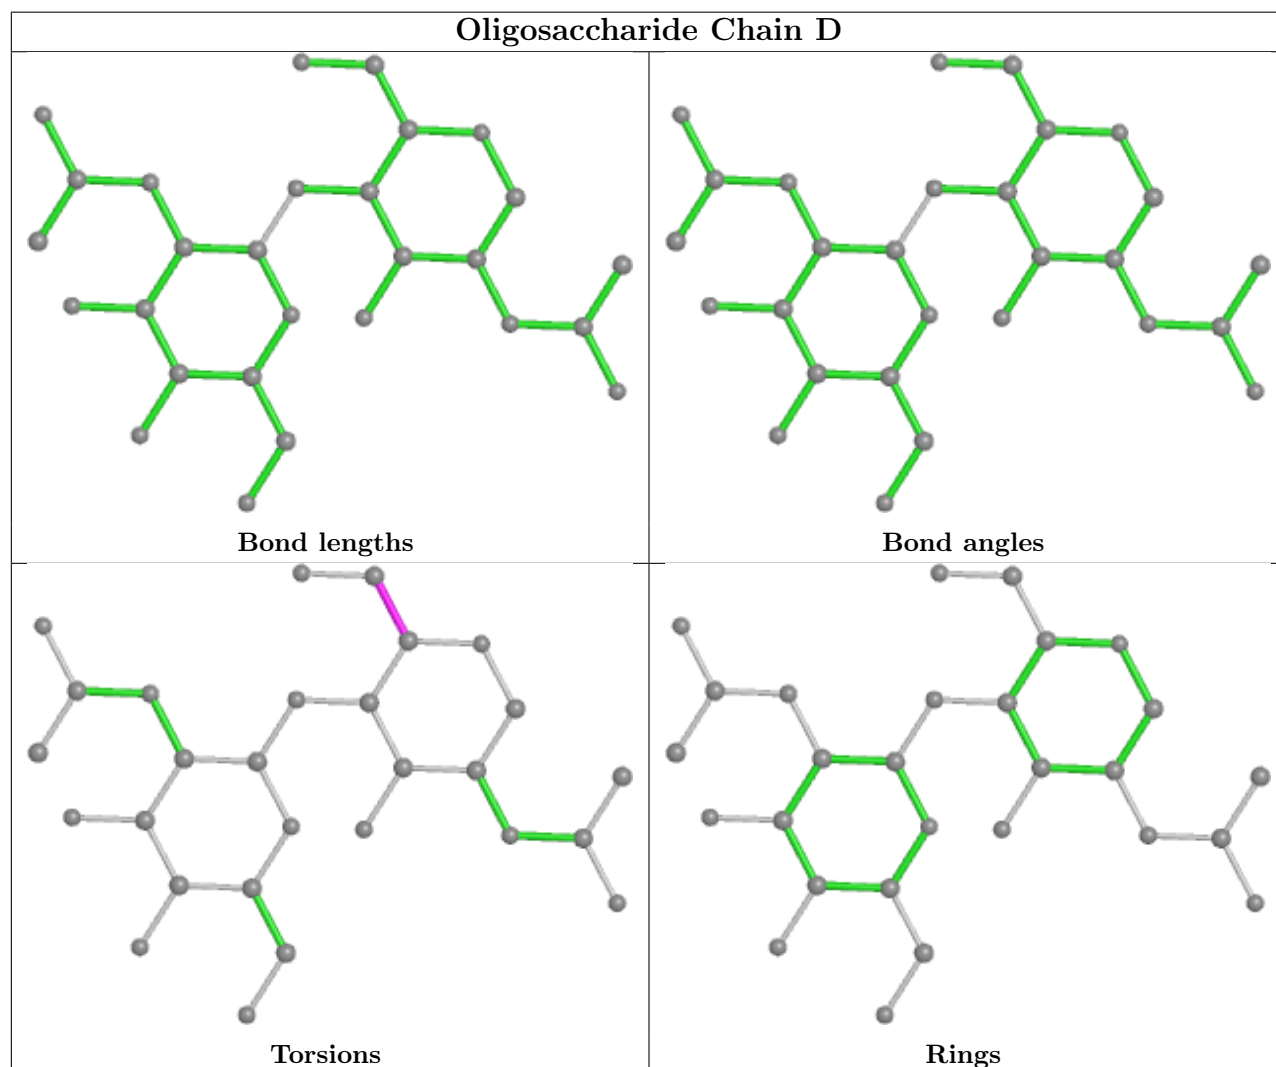 Oligosaccharide Chain D
Bond lengths
Bond angles
Torsions
Rings